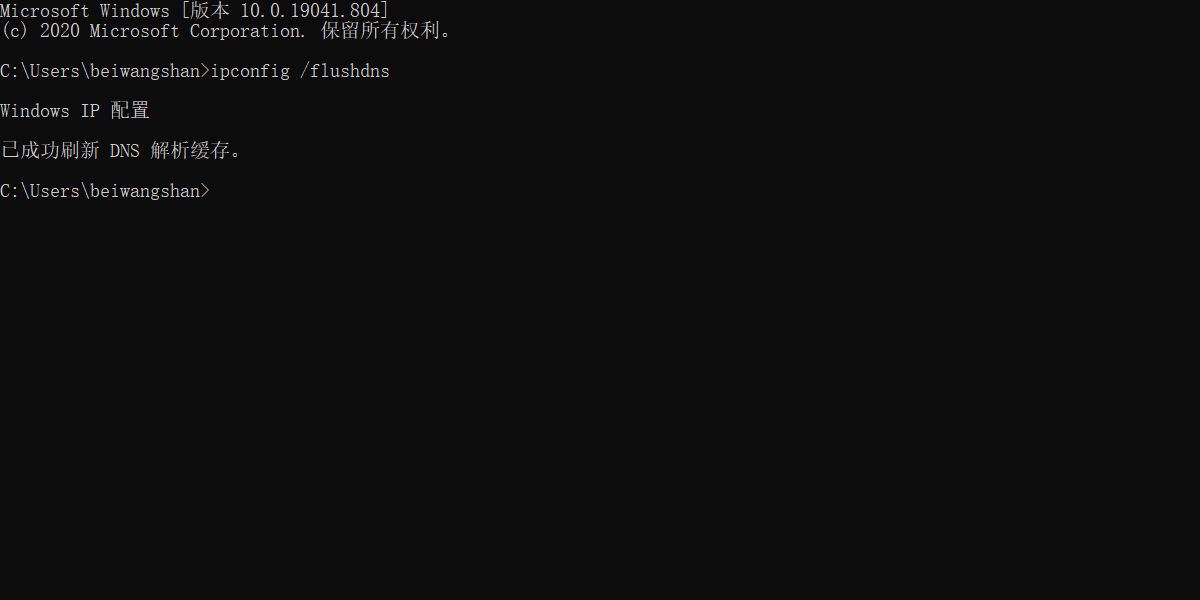 Microsoft Windows [版本 10.0.19041.804]
(c) 2020 Microsoft Corporation. 保留所有权利。
C:\Users\beiwangshan>ipconfig /flushdns
Windows IP 配置
已成功刷新 DNS 解析缓存。
C:\Users\beiwangshan>